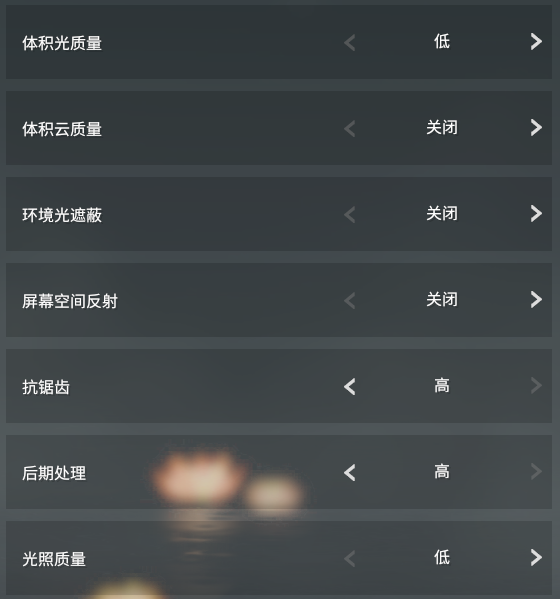 体积光质量 低
体积云质量 关闭
环境光遮蔽 关闭
屏幕空间反射 关闭
抗锯齿 高
后期处理 高
光照质量 低